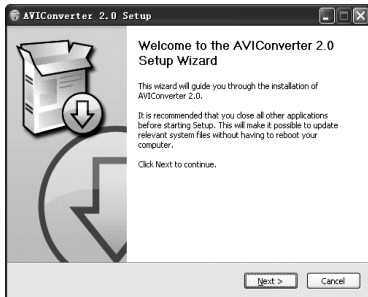 AVIConverter 2.0 Setup
Welcome to the AVIConverter 2.0
Setup Wizard
This wizard will guide you through the installation of
AVIConverter 2.0.
It is recommended that you close all other applications
before starting Setup. This will make it possible to update
relevant system files without having to reboot your
computer.
Click Next to continue.
Next >
Cancel